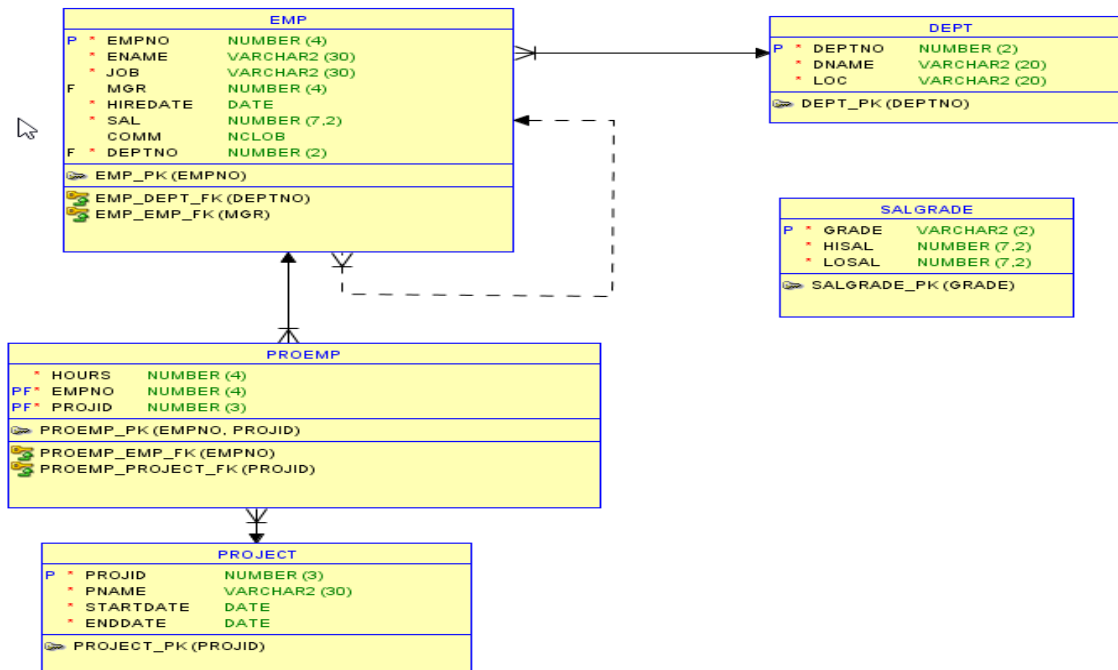 EMP
P * EMPNO NUMBER (4)
* ENAME VARCHAR2 (30)
* JOB VARCHAR2 (30)
F MGR NUMBER (4)
* HIREDATE DATE
* SAL NUMBER (7,2)
COMM NCLOB
F * DEPTNO NUMBER (2)
EMP_PK (EMPNO)
EMP_DEPT_FK (DEPTNO)
EMP_EMP_FK (MGR)
DEPT
P * DEPTNO NUMBER (2)
* DNAME VARCHAR2 (20)
* LOC VARCHAR2 (20)
DEPT_PK (DEPTNO)
SALGRADE
P * GRADE VARCHAR2 (2)
* HISAL NUMBER (7,2)
* LOSAL NUMBER (7,2)
SALGRADE_PK (GRADE)
PROEMP
* HOURS NUMBER (4)
PF* EMPNO NUMBER (4)
PF* PROJID NUMBER (3)
PROEMP_PK (EMPNO, PROJID)
PROEMP_EMP_FK (EMPNO)
PROEMP_PROJECT_FK (PROJID)
PROJECT
P * PROJID NUMBER (3)
* PNAME VARCHAR2 (30)
* STARTDATE DATE
* ENDDATE DATE
PROJECT_PK (PROJID)